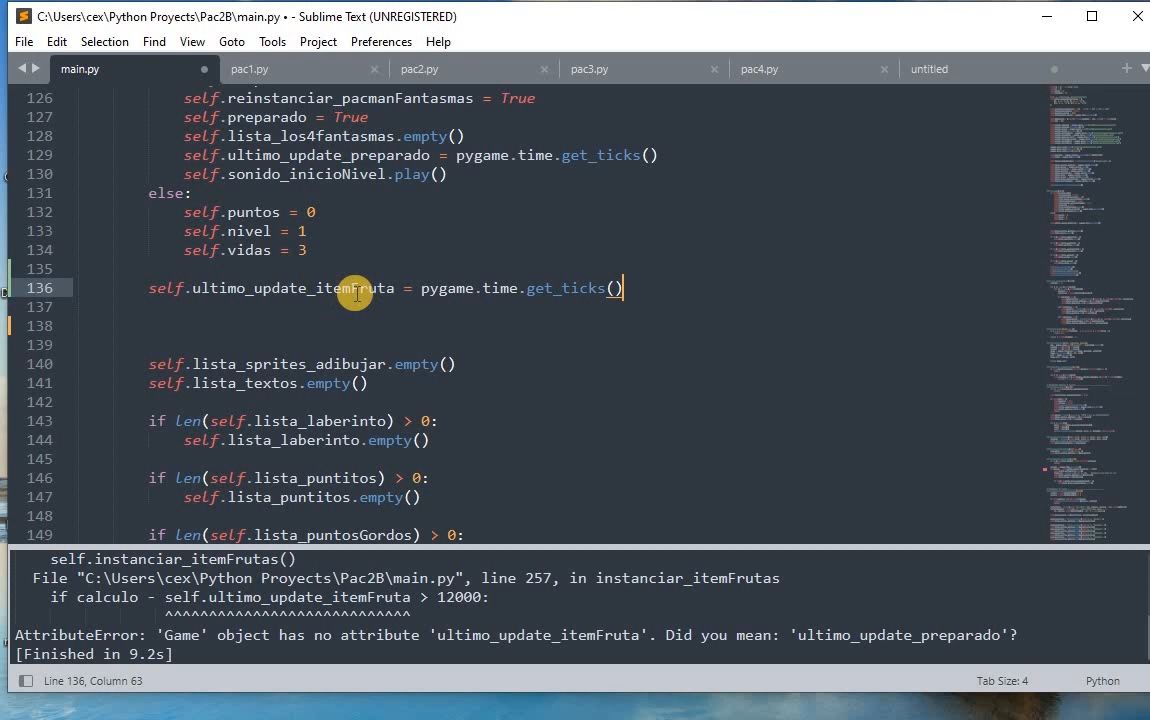 C:\Users\cex\Python Proyects\Pac2B\main.py • - Sublime Text (UNREGISTERED)
File Edit Selection Find View Goto Tools Project Preferences Help
main.py pac1.py pac2.py pac3.py pac4.py untitled
126 self.reinstanciar_pacmanFantasmas = True
127 self.preparado = True
128 self.lista_los4fantasmas.empty()
129 self.ultimo_update_preparado = pygame.time.get_ticks()
130 self.sonido_inicioNivel.play()
131 else:
132 self.puntos = 0
133 self.nivel = 1
134 self.vidas = 3
135
136 self.ultimo_update_itemFruta = pygame.time.get_ticks()
137
138
139
140 self.lista_sprites_adibujar.empty()
141 self.lista_textos.empty()
142
143 if len(self.lista_laberinto) > 0:
144 self.lista_laberinto.empty()
145
146 if len(self.lista_puntitos) > 0:
147 self.lista_puntitos.empty()
148
149 if len(self.lista_puntosGordos) > 0:
self.instanciar_itemFrutas()
File "C:\Users\cex\Python Proyects\Pac2B\main.py", line 257, in instanciar_itemFrutas
if calculo - self.ultimo_update_itemFruta > 12000:
^^^^^^^^^^^^^^^^^^^^^^^^^^^^
AttributeError: 'Game' object has no attribute 'ultimo_update_itemFruta'. Did you mean: 'ultimo_update_preparado'?
[Finished in 9.2s]
Line 136, Column 63 Tab Size: 4 Python